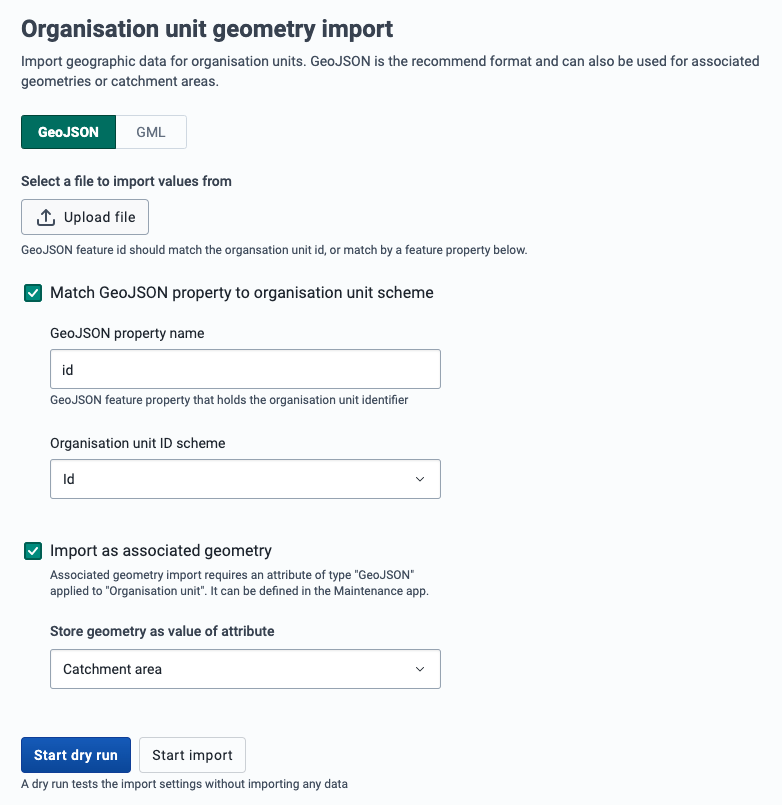 Organisation unit geometry import
Import geographic data for organisation units. GeoJSON is the recommend format and can also be used for associated
geometries or catchment areas.
GeoJSON GML
Select a file to import values from
Upload file
GeoJSON feature id should match the organsation unit id, or match by a feature property below.
Match GeoJSON property to organisation unit scheme
GeoJSON property name
id
GeoJSON feature property that holds the organisation unit identifier
Organisation unit ID scheme
Id
Import as associated geometry
Associated geometry import requires an attribute of type "GeoJSON"
applied to "Organisation unit". It can be defined in the Maintenance app.
Store geometry as value of attribute
Catchment area
Start dry run Start import
A dry run tests the import settings without importing any data